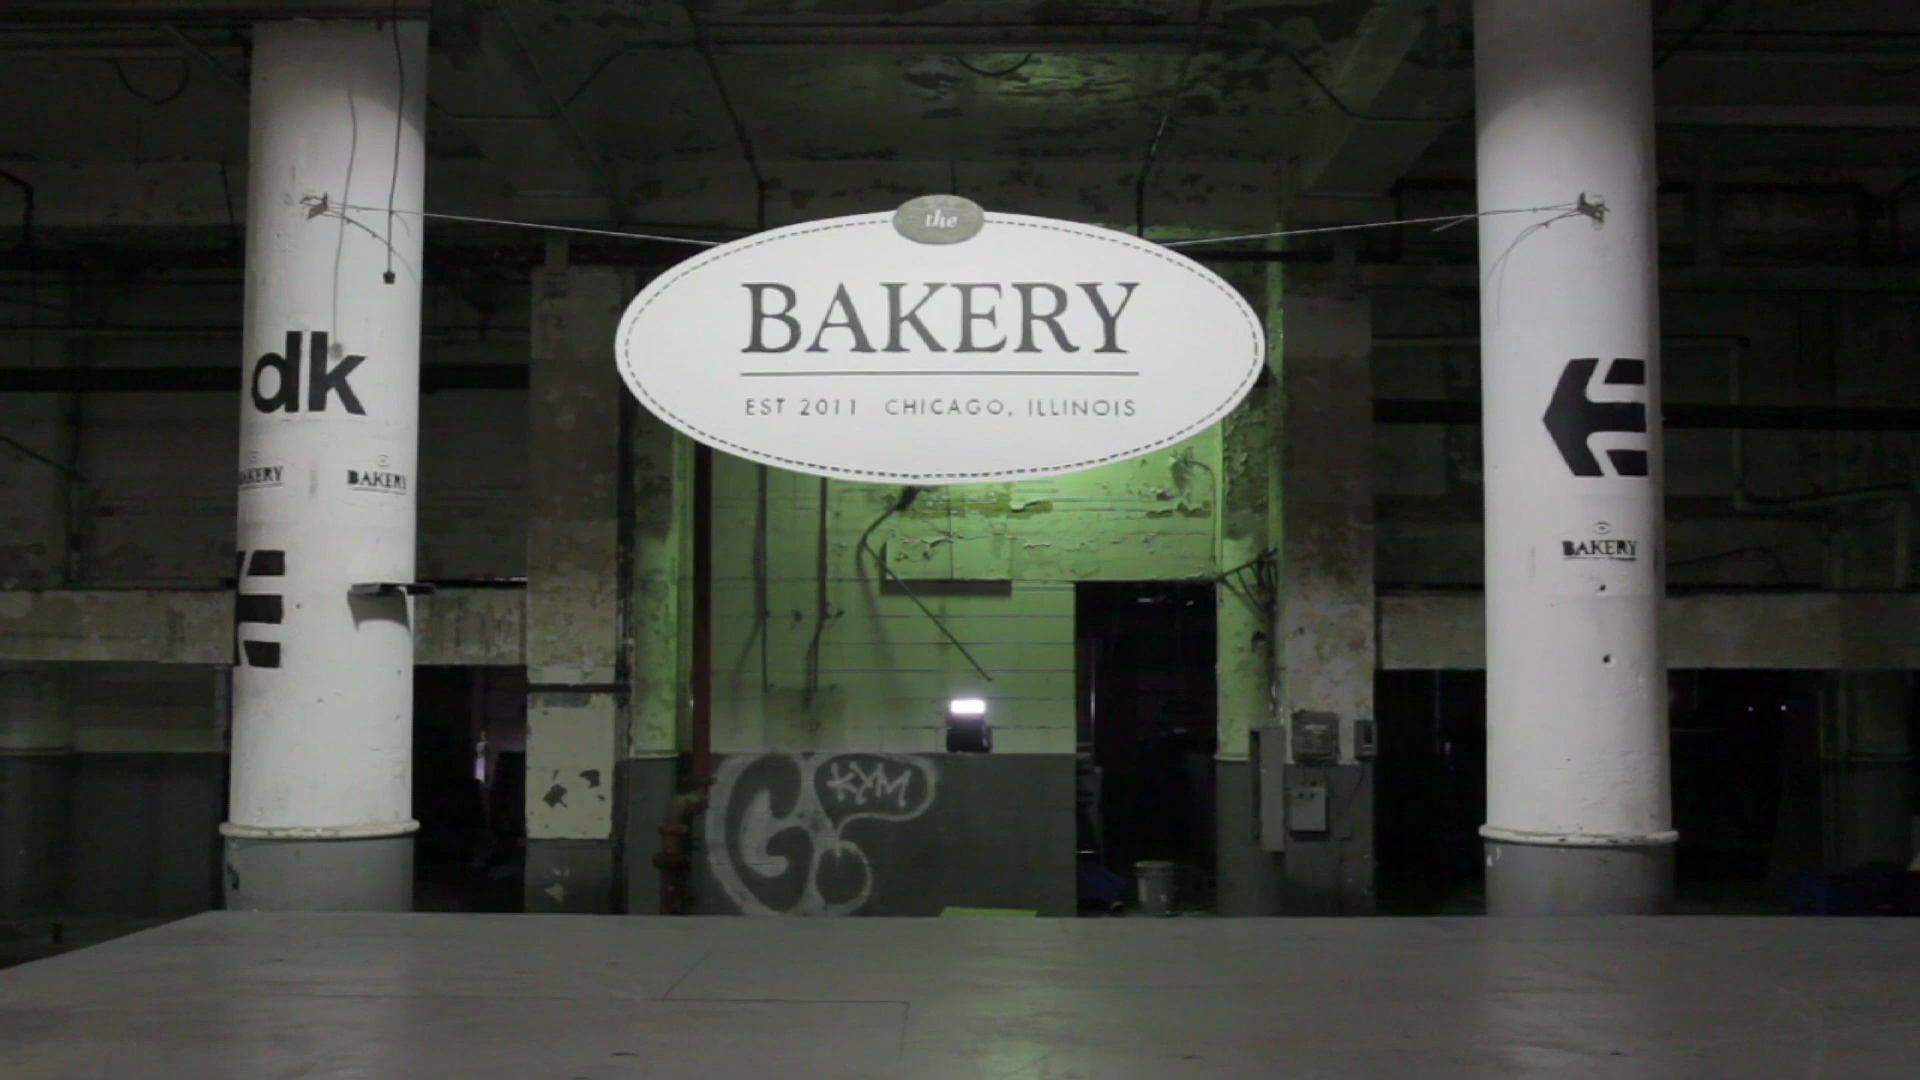 the
BAKERY
EST 2011 CHICAGO, ILLINOIS
dk
BAKERY
BAKERY
BAKERY
KYM